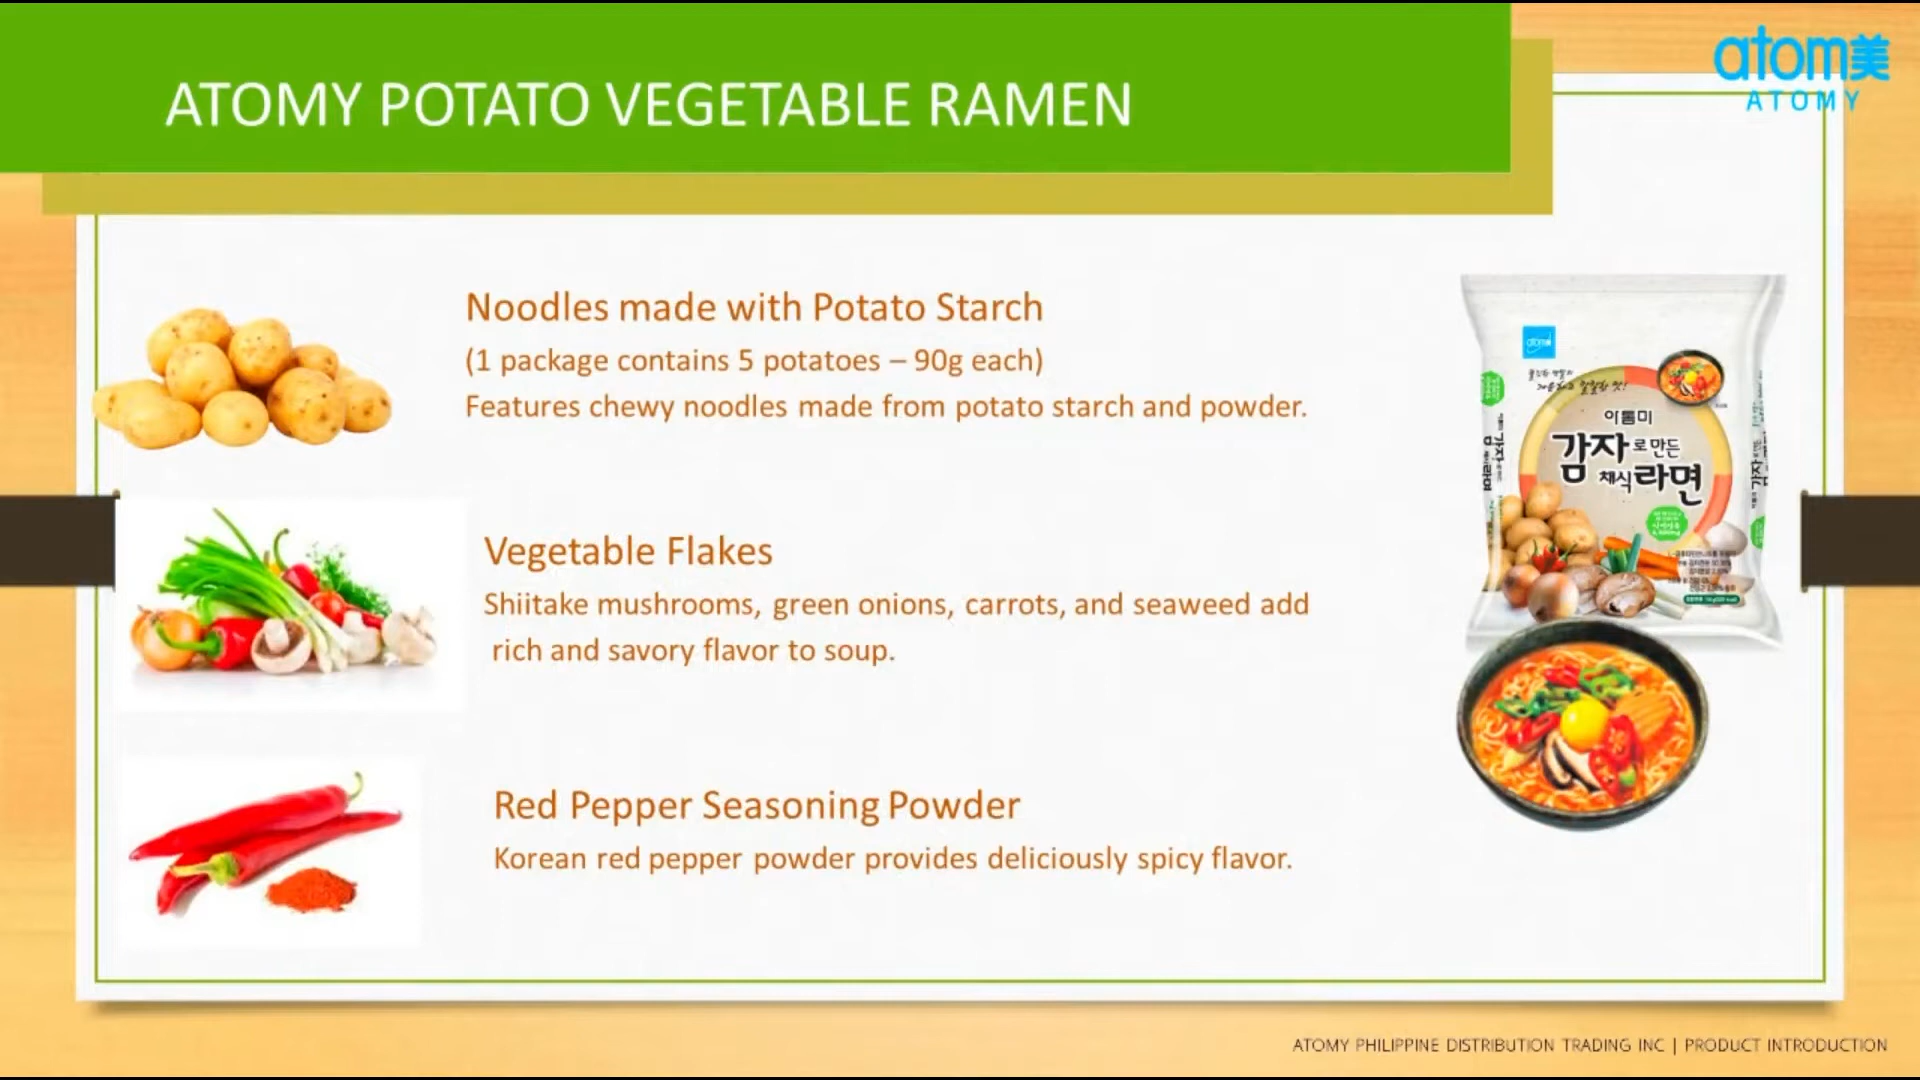 ATOMY POTATO VEGETABLE RAMEN
atom美
ATOMY
Noodles made with Potato Starch
(1 package contains 5 potatoes – 90g each)
Features chewy noodles made from potato starch and powder.
Vegetable Flakes
Shiitake mushrooms, green onions, carrots, and seaweed add
rich and savory flavor to soup.
Red Pepper Seasoning Powder
Korean red pepper powder provides deliciously spicy flavor.
아톰미
감자로 만든
채식 라면
ATOMY PHILIPPINE DISTRIBUTION TRADING INC | PRODUCT INTRODUCTION